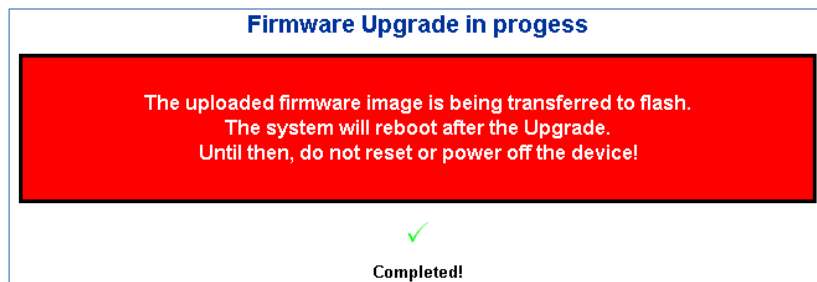 Firmware Upgrade in progess
The uploaded firmware image is being transferred to flash.
The system will reboot after the Upgrade.
Until then, do not reset or power off the device!
Completed!